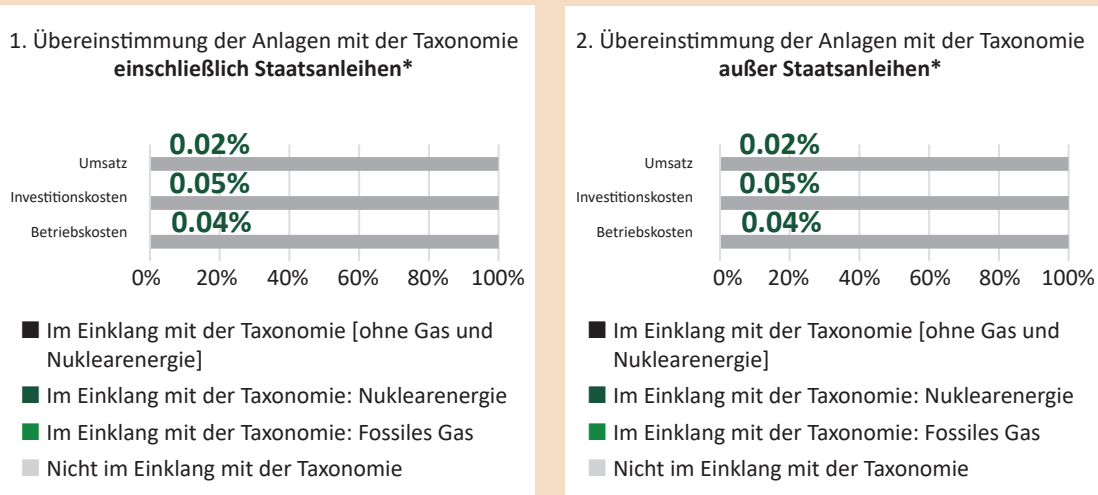 1. Übereinstimmung der Anlagen mit der Taxonomie
einschließlich Staatsanleihen*
Umsatz
0.02%
Investitionskosten
0.05%
Betriebskosten
0.04%
0% 20% 40% 60% 80% 100%
Im Einklang mit der Taxonomie [ohne Gas und
Nuklearenergie]
Im Einklang mit der Taxonomie: Nuklearenergie
Im Einklang mit der Taxonomie: Fossiles Gas
Nicht im Einklang mit der Taxonomie
2. Übereinstimmung der Anlagen mit der Taxonomie
außer Staatsanleihen*
Umsatz
0.02%
Investitionskosten
0.05%
Betriebskosten
0.04%
0% 20% 40% 60% 80% 100%
Im Einklang mit der Taxonomie [ohne Gas und
Nuklearenergie]
Im Einklang mit der Taxonomie: Nuklearenergie
Im Einklang mit der Taxonomie: Fossiles Gas
Nicht im Einklang mit der Taxonomie